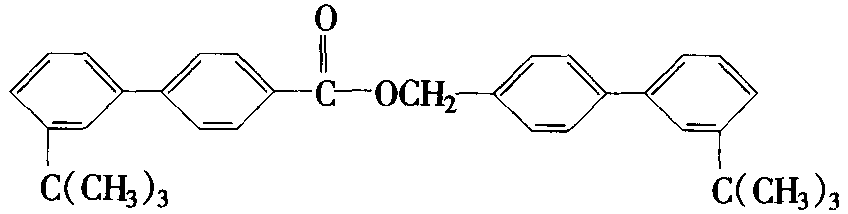 O
C
OCH₂
C(CH₃)₃
C(CH₃)₃